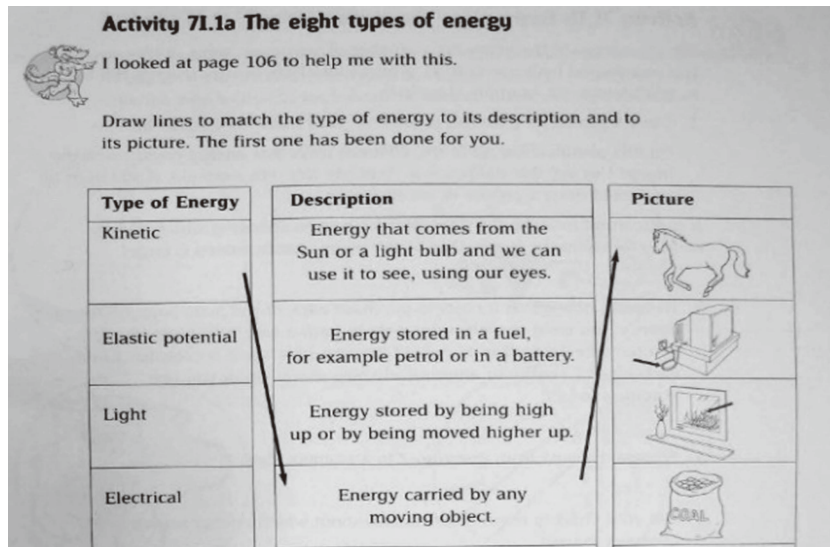 Activity 7I.1a The eight types of energy
I looked at page 106 to help me with this.
Draw lines to match the type of energy to its description and to
its picture. The first one has been done for you.
Type of Energy
Description
Picture
Kinetic
Energy that comes from the
Sun or a light bulb and we can
use it to see, using our eyes.
Elastic potential
Energy stored in a fuel,
for example petrol or in a battery.
Light
Energy stored by being high
up or by being moved higher up.
Electrical
Energy carried by any
moving object.
COAL